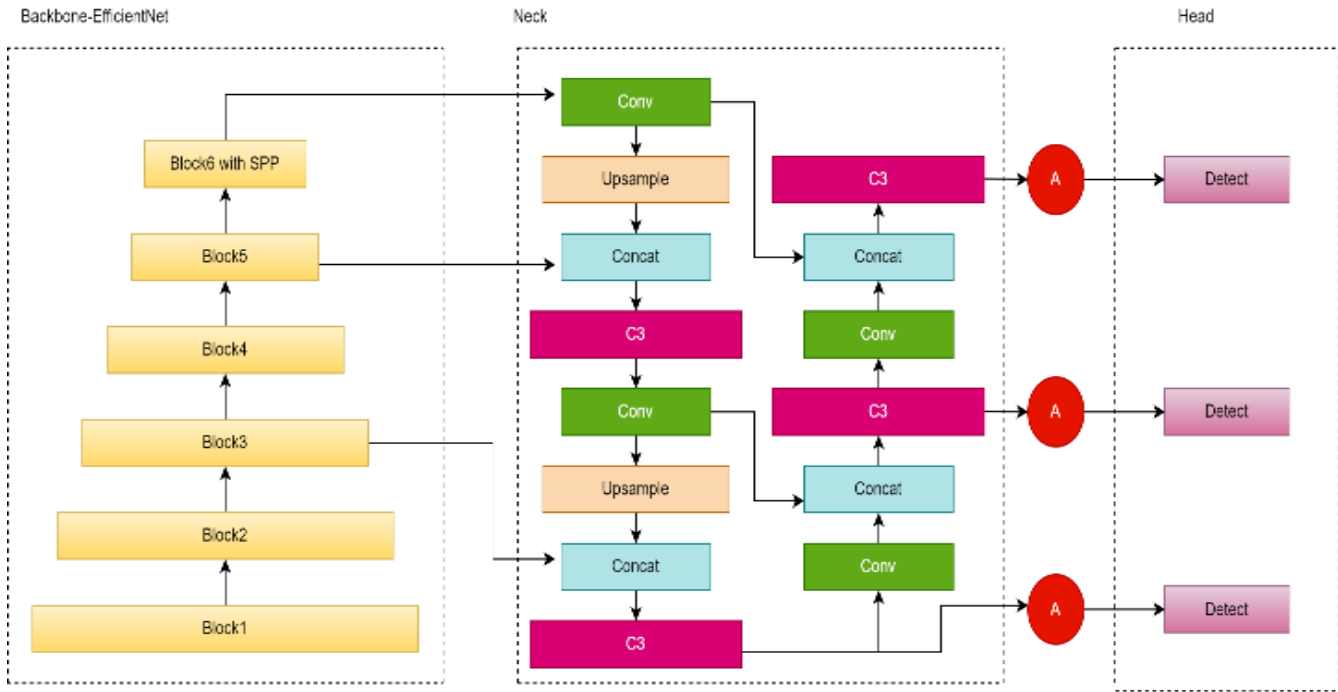 Backbone-EfficientNet
Neck
Head
Block6 with SPP
Block5
Block4
Block3
Block2
Block1
Conv
Upsample
Concat
C3
Conv
Upsample
Concat
C3
C3
Concat
Conv
C3
Concat
Conv
A
A
A
Detect
Detect
Detect